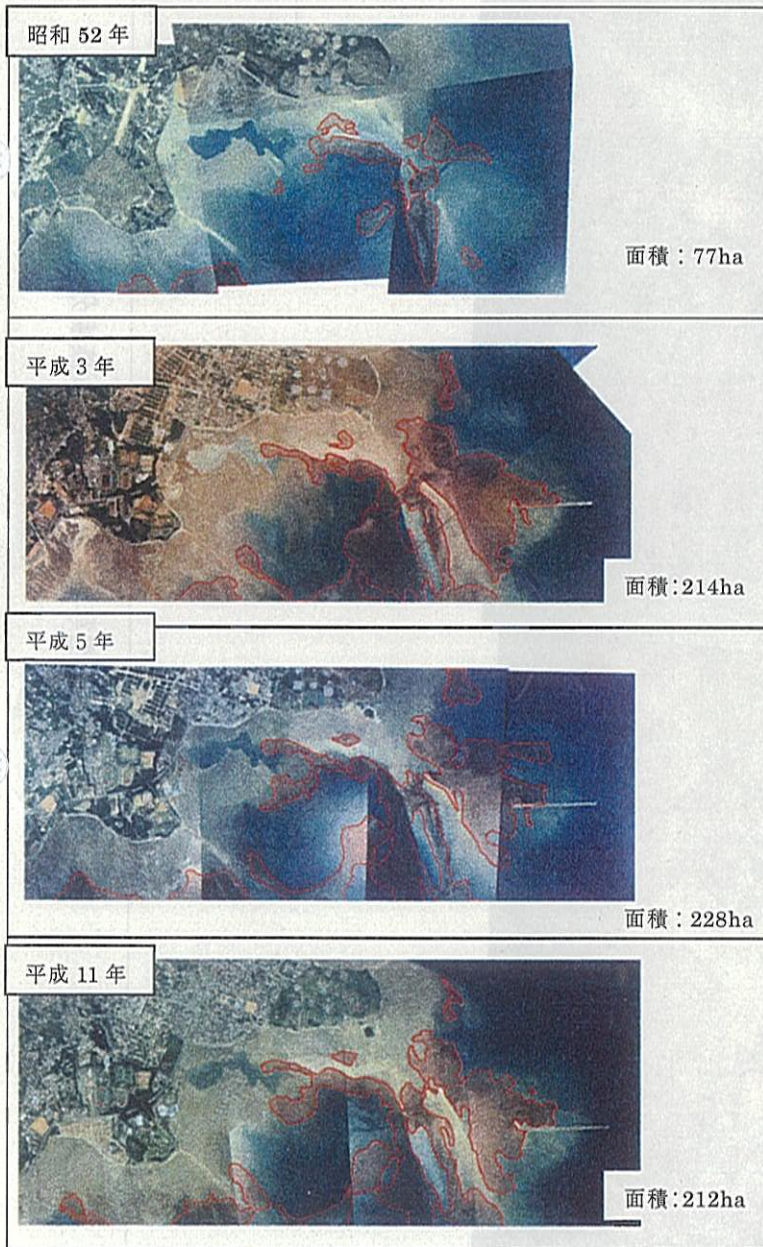 昭和 52 年
面積：77ha
平成 3 年
面積:214ha
平成 5 年
面積：228ha
平成 11 年
面積:212ha